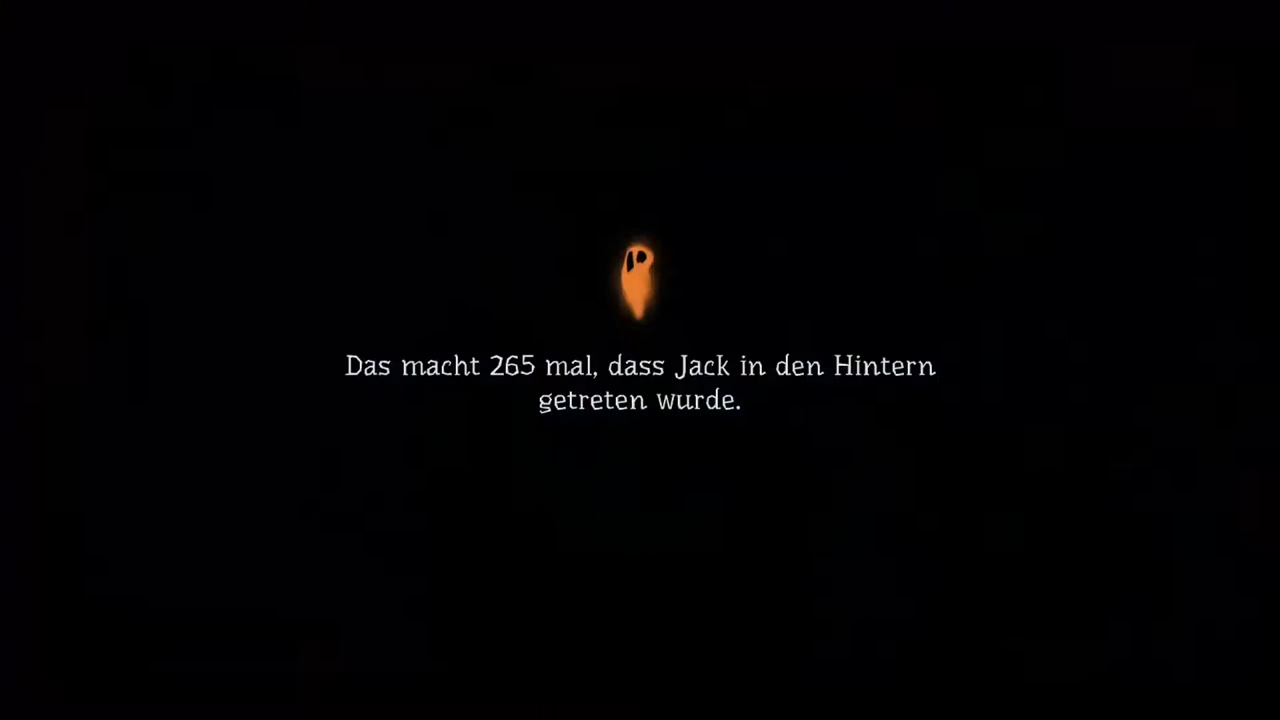 Das macht 265 mal, dass Jack in den Hintern
getreten wurde.